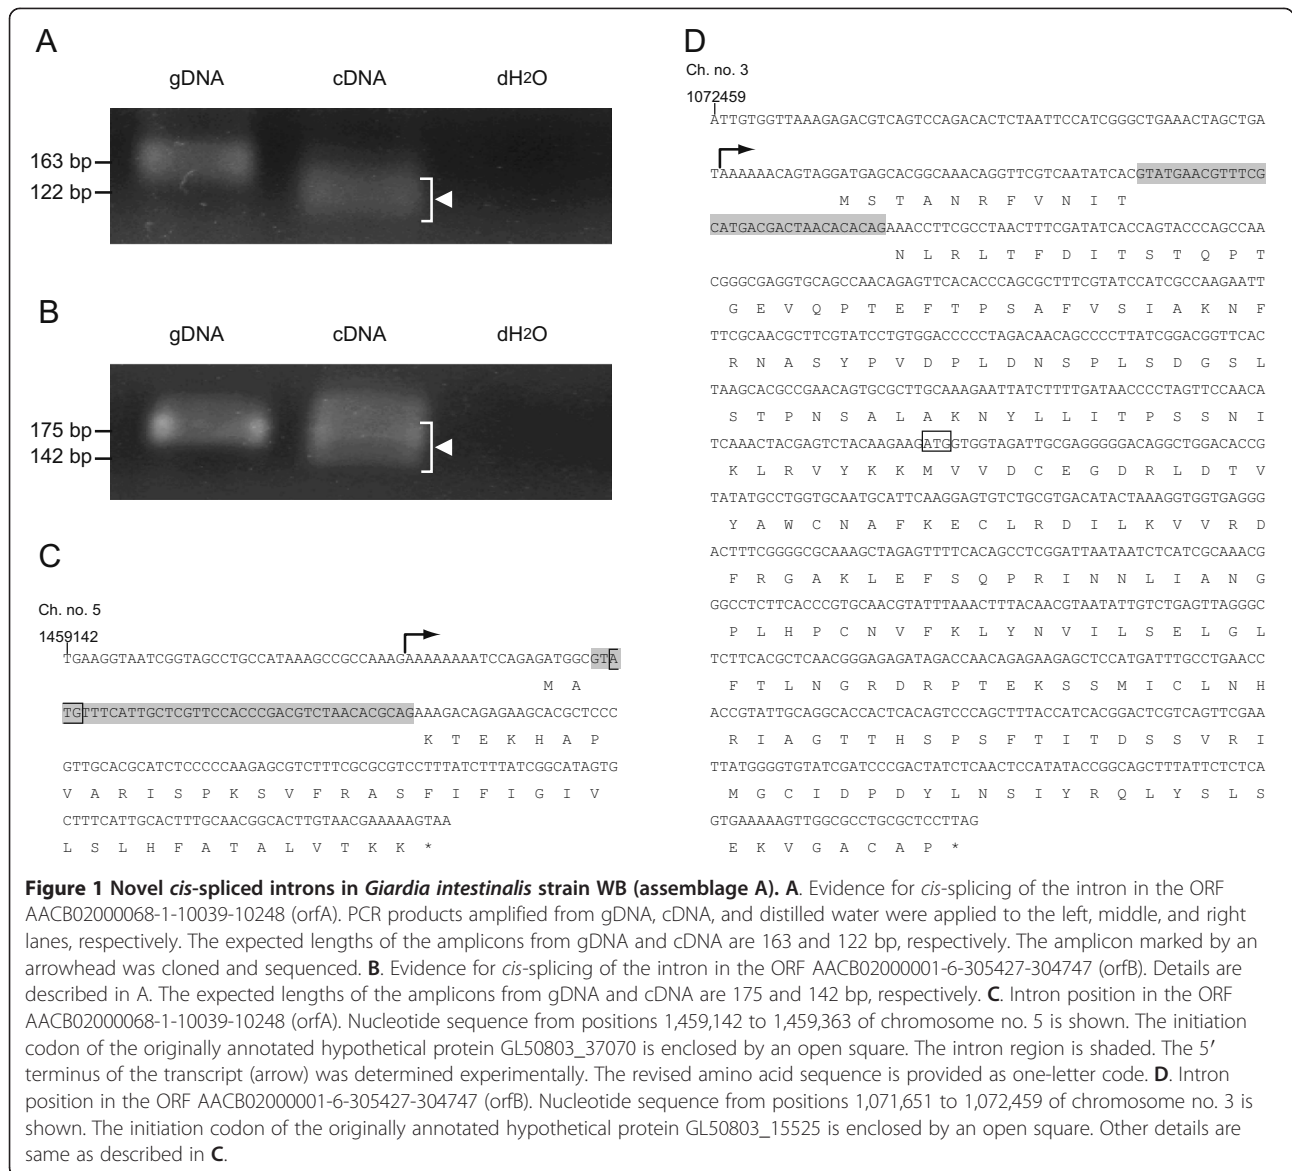 A
gDNA cDNA dH2O
163 bp
122 bp
B
gDNA cDNA dH2O
175 bp
142 bp
C
Ch. no. 5
1459142
TGAAGGTAATCGGTAGCCTGCCATAAAGCCGCCAAAGAAAAAAAATCCAGAGATGGCGTA
M A
TGTTTCATTGCTCGTTCCACCCGACGTCTAACACGCAGAAAGACAGAGAAGCACGCTCCC
K T E K H A P
GTTGCACGCATCTCCCCCAAGAGCGTCTTTCGCGCGTCCTTTATCTTTATCGGCATAGTG
V A R I S P K S V F R A S F I F I G I V
CTTTCATTGCACTTTGCAACGGCACTTGTAACGAAAAAGTAA
L S L H F A T A L V T K K *
D
Ch. no. 3
1072459
ATTGTGGTTAAAGAGACGTCAGTCCAGACACTCTAATTCCATCGGGCTGAAACTAGCTGA
TAAAAAACAGTAGGATGAGCACGGCAAACAGGTTCGTCAATATCACGTATGAACGTTTCG
M S T A N R F V N I T
CATGACGACTAACACACAGAAACCTTCGCCTAACTTTCGATATCACCAGTACCCAGCCAA
N L R L T F D I T S T Q P T
CGGGCGAGGTGCAGCCAACAGAGTTCACACCCAGCGCTTTCGTATCCATCGCCAAGAATT
G E V Q P T E F T P S A F V S I A K N F
TTCGCAACGCTTCGTATCCTGTGGACCCCCTAGACAACAGCCCCTTATCGGACGGTTCAC
R N A S Y P V D P L D N S P L S D G S L
TAAGCACGCCGAACAGTGCGCTTGCAAAGAATTATCTTTTGATAACCCCTAGTTCCAACA
S T P N S A L A K N Y L L I T P S S N I
TCAAACTACGAGTCTACAAGAAGATGGTGGTAGATTGCGAGGGGGACAGGCTGGACACCG
K L R V Y K K M V V D C E G D R L D T V
TATATGCCTGGTGCAATGCATTCAAGGAGTGTCTGCGTGACATACTAAAGGTGGTGAGGG
Y A W C N A F K E C L R D I L K V V R D
ACTTTCGGGGCGCAAAGCTAGAGTTTTCACAGCCTCGGATTAATAATCTCATCGCAAACG
F R G A K L E F S Q P R I N N L I A N G
GGCCTCTTCACCCGTGCAACGTATTTAAACTTTACAACGTAATATTGTCTGAGTTAGGGC
P L H P C N V F K L Y N V I L S E L G L
TCTTCACGCTCAACGGGAGAGATAGACCAACAGAGAAGAGCTCCATGATTTGCCTGAACC
F T L N G R D R P T E K S S M I C L N H
ACCGTATTGCAGGCACCACTCACAGTCCCAGCTTTACCATCACGGACTCGTCAGTTCGAA
R I A G T T H S P S F T I T D S S V R I
TTATGGGGTGTATCGATCCCGACTATCTCAACTCCATATACCGGCAGCTTTATTCTCTCA
M G C I D P D Y L N S I Y R Q L Y S L S
GTGAAAAAGTTGGCGCCTGCGCTCCTTAG
E K V G A C A P *
Figure 1 Novel cis-spliced introns in Giardia intestinalis strain WB (assemblage A). A. Evidence for cis-splicing of the intron in the ORF
AACB02000068-1-10039-10248 (orfA). PCR products amplified from gDNA, cDNA, and distilled water were applied to the left, middle, and right
lanes, respectively. The expected lengths of the amplicons from gDNA and cDNA are 163 and 122 bp, respectively. The amplicon marked by an
arrowhead was cloned and sequenced. B. Evidence for cis-splicing of the intron in the ORF AACB02000001-6-305427-304747 (orfB). Details are
described in A. The expected lengths of the amplicons from gDNA and cDNA are 175 and 142 bp, respectively. C. Intron position in the ORF
AACB02000068-1-10039-10248 (orfA). Nucleotide sequence from positions 1,459,142 to 1,459,363 of chromosome no. 5 is shown. The initiation
codon of the originally annotated hypothetical protein GL50803_37070 is enclosed by an open square. The intron region is shaded. The 5′
terminus of the transcript (arrow) was determined experimentally. The revised amino acid sequence is provided as one-letter code. D. Intron
position in the ORF AACB02000001-6-305427-304747 (orfB). Nucleotide sequence from positions 1,071,651 to 1,072,459 of chromosome no. 3 is
shown. The initiation codon of the originally annotated hypothetical protein GL50803_15525 is enclosed by an open square. Other details are
same as described in C.